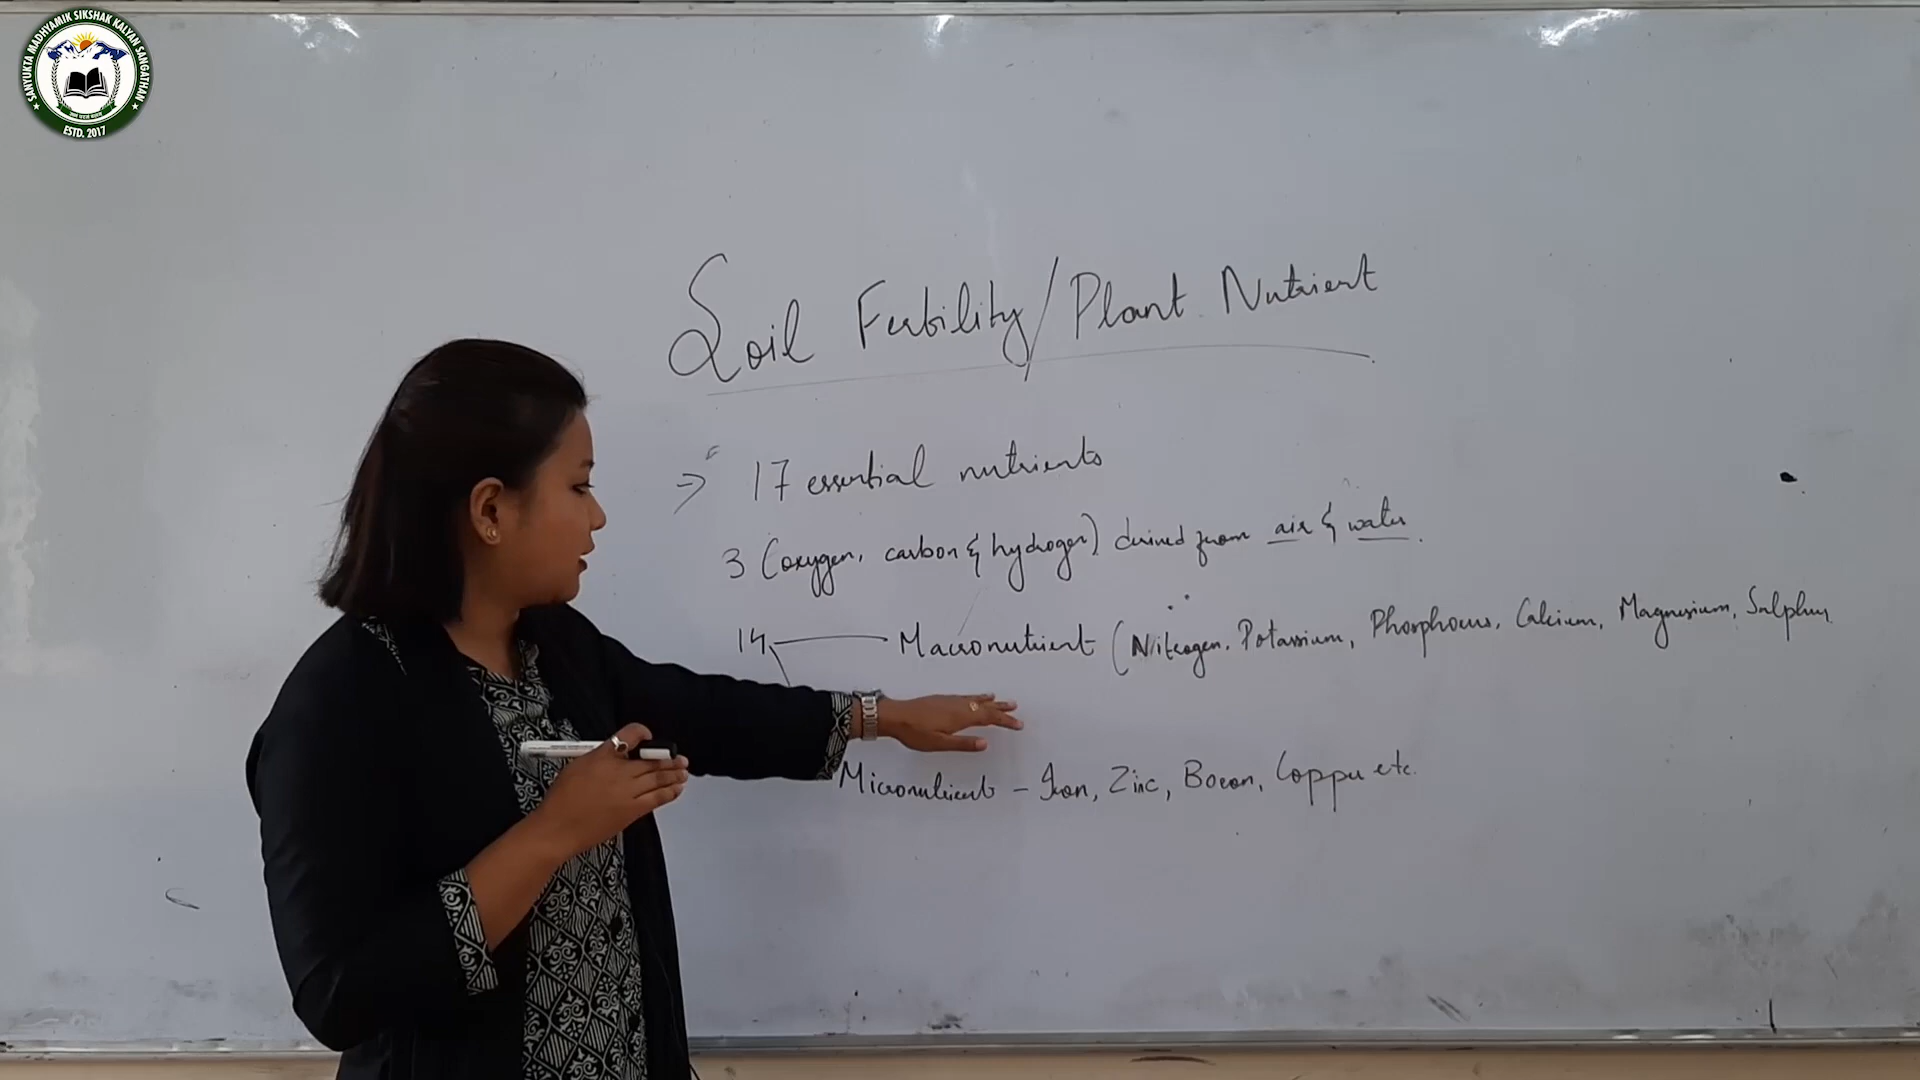 SANYUKTA MADHYAMIK SIKSHAK KALYAN SANGATHAN
ESTD. 2017
Soil Fertility/Plant Nutrient
⇒ 17 essential nutrients
3 (oxygen, carbon & hydrogen) derived from air & water.
14 Macronutrient (Nitrogen. Potassium, Phosphorus, Calcium, Magnesium, Sulphur
Micronutrient - Iron, Zinc, Boron, Copper etc.